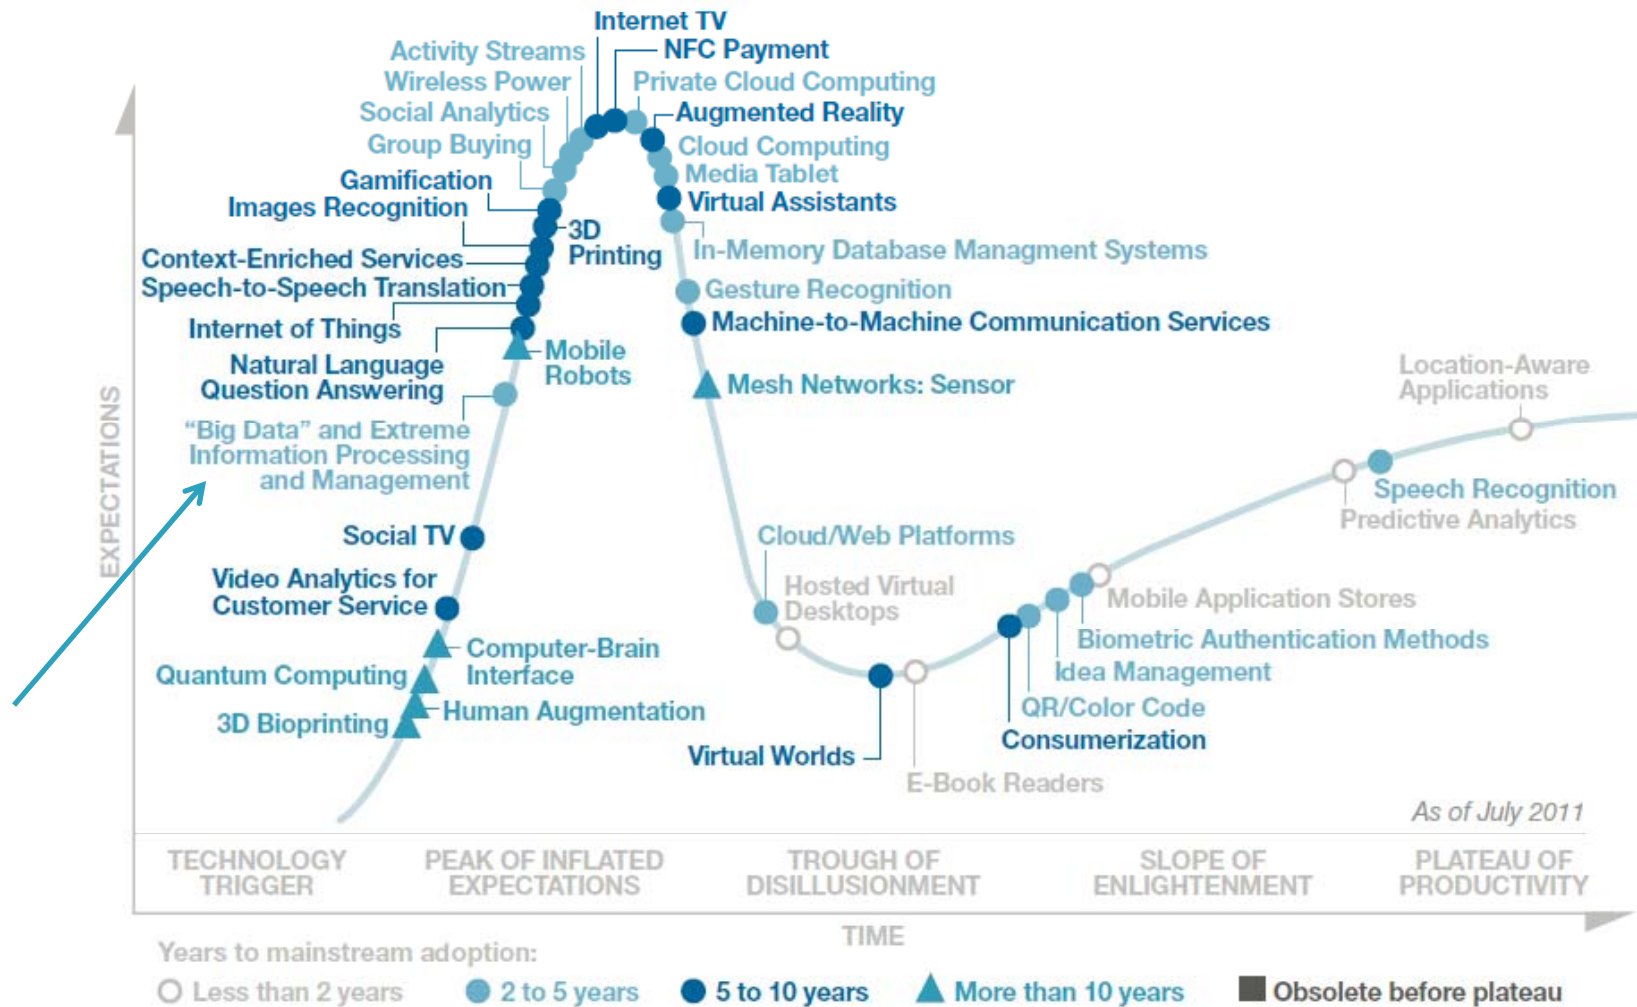 Internet TV
NFC Payment
Activity Streams
Wireless Power
Private Cloud Computing
Social Analytics
Augmented Reality
Group Buying
Cloud Computing
Media Tablet
Gamification
Virtual Assistants
Images Recognition
3D
Printing
In-Memory Database Managment Systems
Context-Enriched Services
Speech-to-Speech Translation
Gesture Recognition
Internet of Things
Machine-to-Machine Communication Services
Natural Language
Question Answering
Mobile
Robots
Mesh Networks: Sensor
Location-Aware
Applications
“Big Data” and Extreme
Information Processing
and Management
Speech Recognition
Predictive Analytics
EXPECTATIONS
Social TV
Cloud/Web Platforms
Video Analytics for
Customer Service
Hosted Virtual
Desktops
Mobile Application Stores
Biometric Authentication Methods
Computer-Brain
Interface
Idea Management
Quantum Computing
QR/Color Code
Human Augmentation
3D Bioprinting
Consumerization
Virtual Worlds
E-Book Readers
As of July 2011
TECHNOLOGY
TRIGGER
PEAK OF INFLATED
EXPECTATIONS
TROUGH OF
DISILLUSIONMENT
SLOPE OF
ENLIGHTENMENT
PLATEAU OF
PRODUCTIVITY
TIME
Years to mainstream adoption:
Less than 2 years
2 to 5 years
5 to 10 years
More than 10 years
Obsolete before plateau